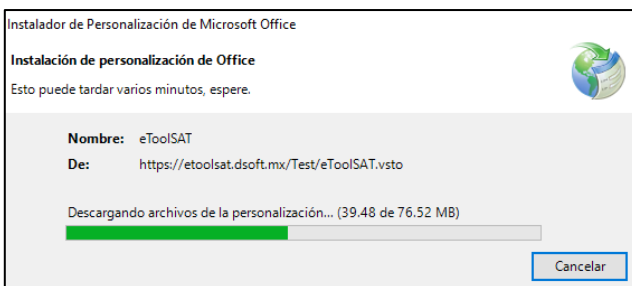 Instalador de Personalización de Microsoft Office
Instalación de personalización de Office
Esto puede tardar varios minutos, espere.
Nombre: eToolSAT
De: https://etoolsat.dsoft.mx/Test/eToolSAT.vsto
Descargando archivos de la personalización... (39.48 de 76.52 MB)
Cancelar